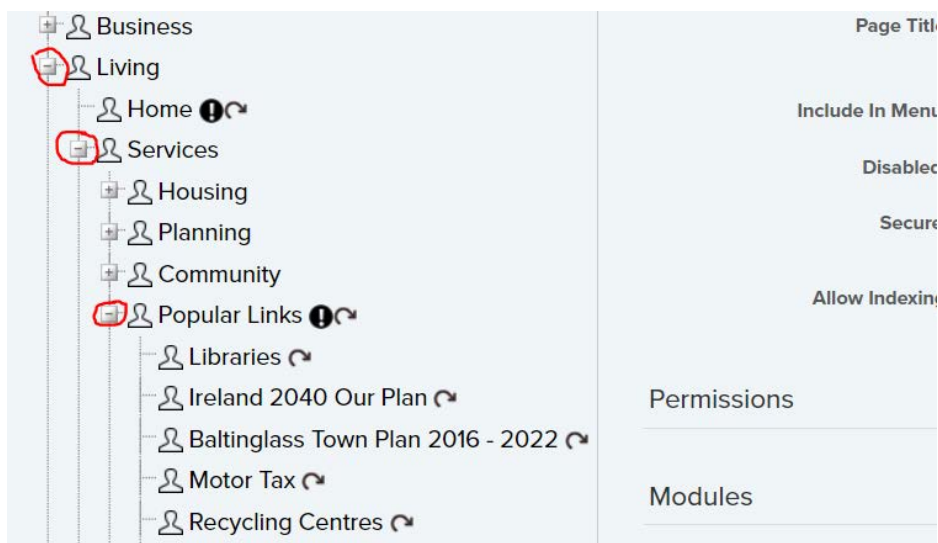 Business
Living
Home
Services
Housing
Planning
Community
Popular Links
Libraries
Ireland 2040 Our Plan
Baltinglass Town Plan 2016 - 2022
Motor Tax
Recycling Centres
Page Title
Include In Menu
Disabled
Secure
Allow Indexing
Permissions
Modules